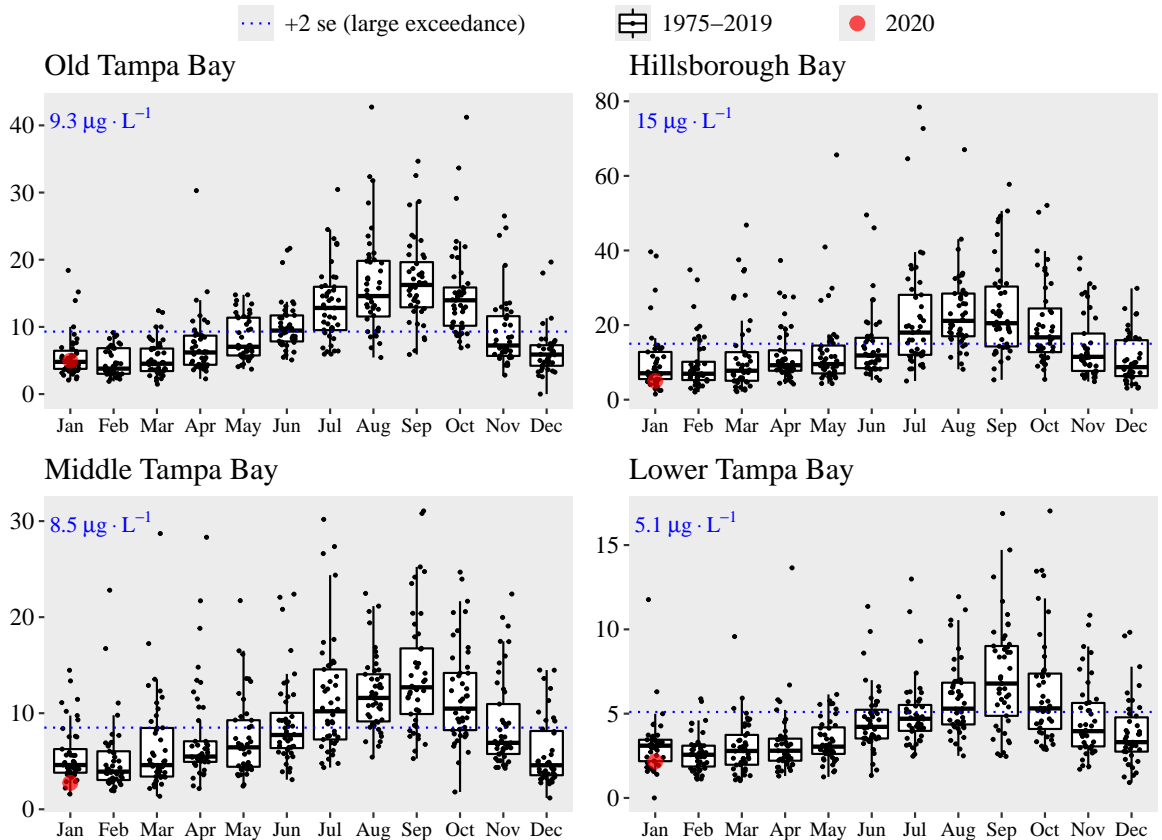 +2 se (large exceedance) 1975–2019 2020
Old Tampa Bay
9.3 μg · L⁻¹
40
30
20
10
0
Jan Feb Mar Apr May Jun Jul Aug Sep Oct Nov Dec
Hillsborough Bay
15 μg · L⁻¹
80
60
40
20
0
Jan Feb Mar Apr May Jun Jul Aug Sep Oct Nov Dec
Middle Tampa Bay
8.5 μg · L⁻¹
30
20
10
0
Jan Feb Mar Apr May Jun Jul Aug Sep Oct Nov Dec
Lower Tampa Bay
5.1 μg · L⁻¹
15
10
5
0
Jan Feb Mar Apr May Jun Jul Aug Sep Oct Nov Dec